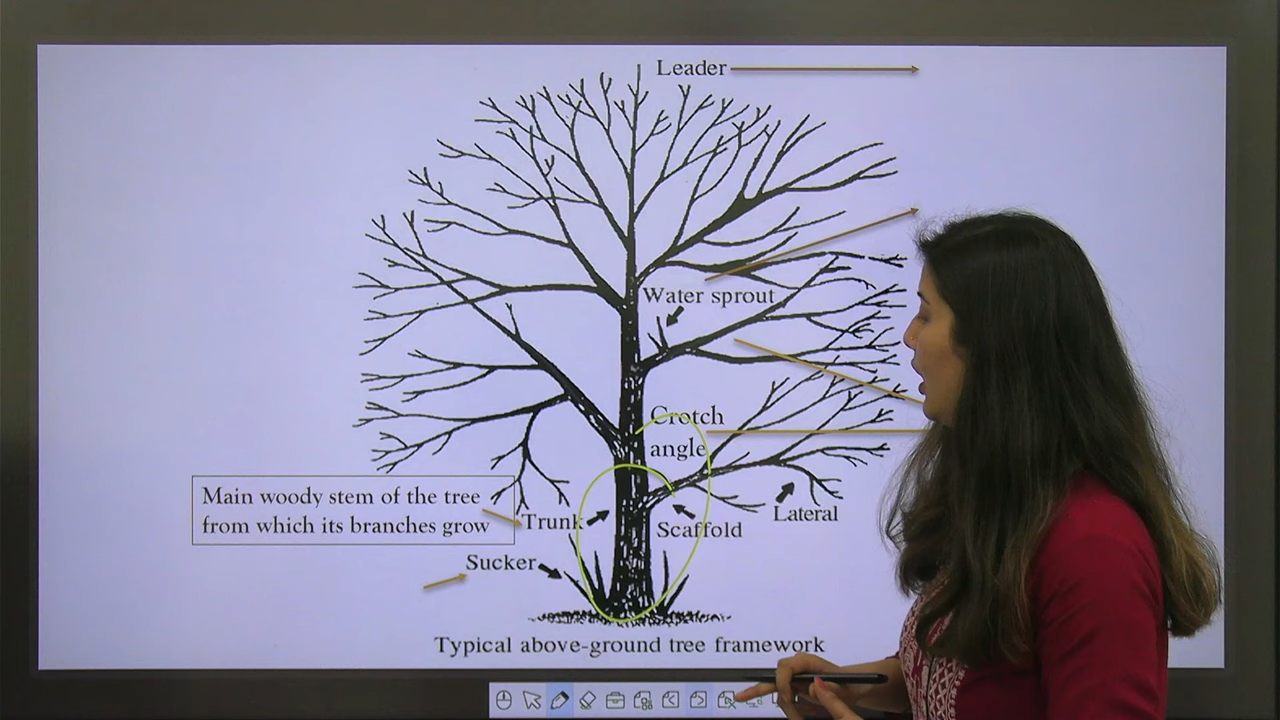 Leader
Water sprout
Crotch
angle
Main woody stem of the tree
from which its branches grow
Trunk
Scaffold
Lateral
Sucker
Typical above-ground tree framework